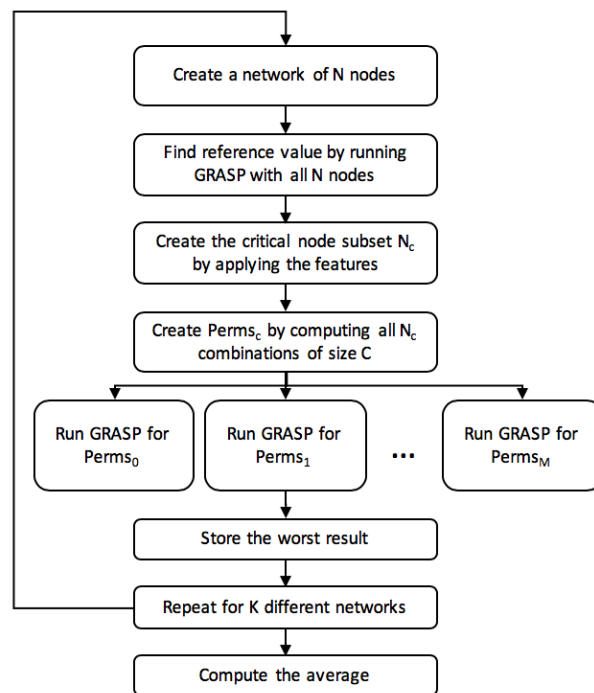 Create a network of N nodes
Find reference value by running
GRASP with all N nodes
Create the critical node subset Nc
by applying the features
Create Permsc by computing all Nc
combinations of size C
Run GRASP for
Perms0
Run GRASP for
Perms1
...
Run GRASP for
PermsM
Store the worst result
Repeat for K different networks
Compute the average